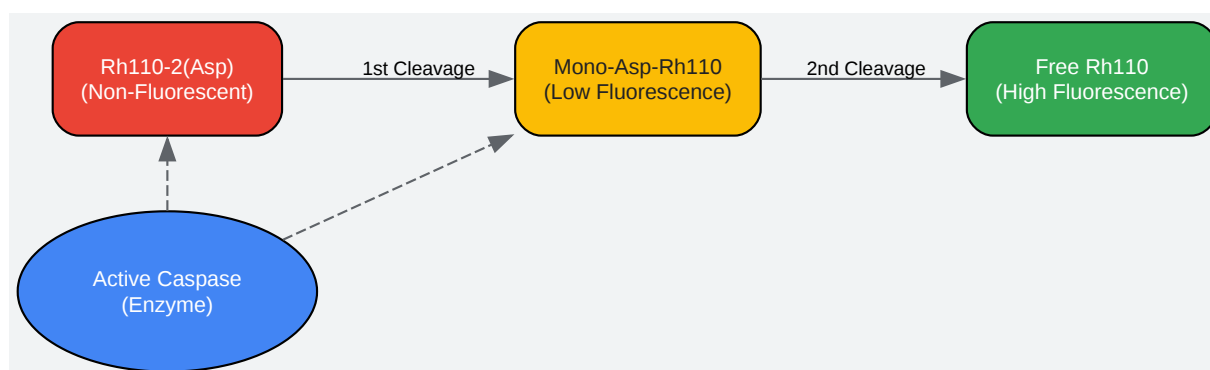 Rh110-2(Asp)
(Non-Fluorescent)
1st Cleavage
Mono-Asp-Rh110
(Low Fluorescence)
2nd Cleavage
Free Rh110
(High Fluorescence)
Active Caspase
(Enzyme)